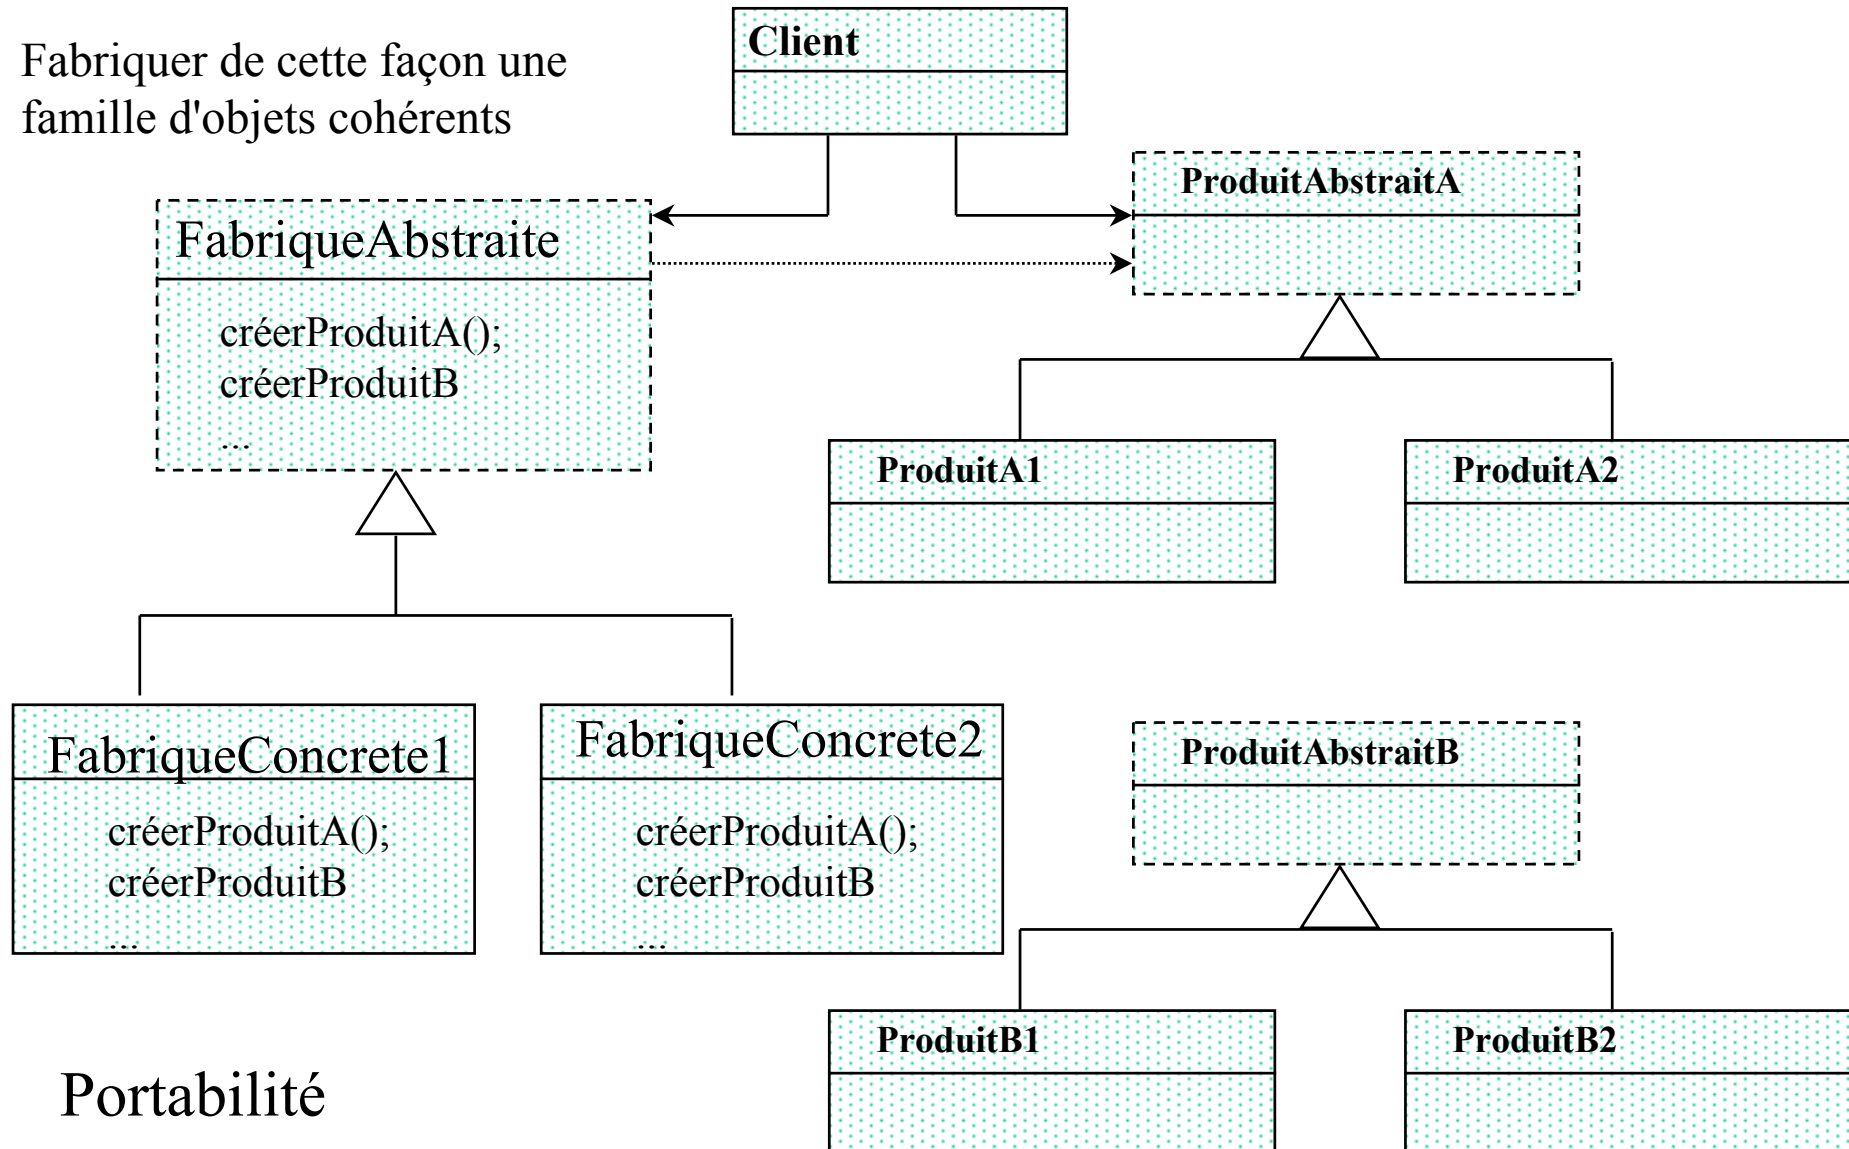 Fabriquer de cette façon une
famille d'objets cohérents
Client
FabriqueAbstraite
créerProduitA();
créerProduitB
...
ProduitAbstraitA
ProduitA1
ProduitA2
FabriqueConcrete1
créerProduitA();
créerProduitB
...
FabriqueConcrete2
créerProduitA();
créerProduitB
...
ProduitAbstraitB
ProduitB1
ProduitB2
Portabilité